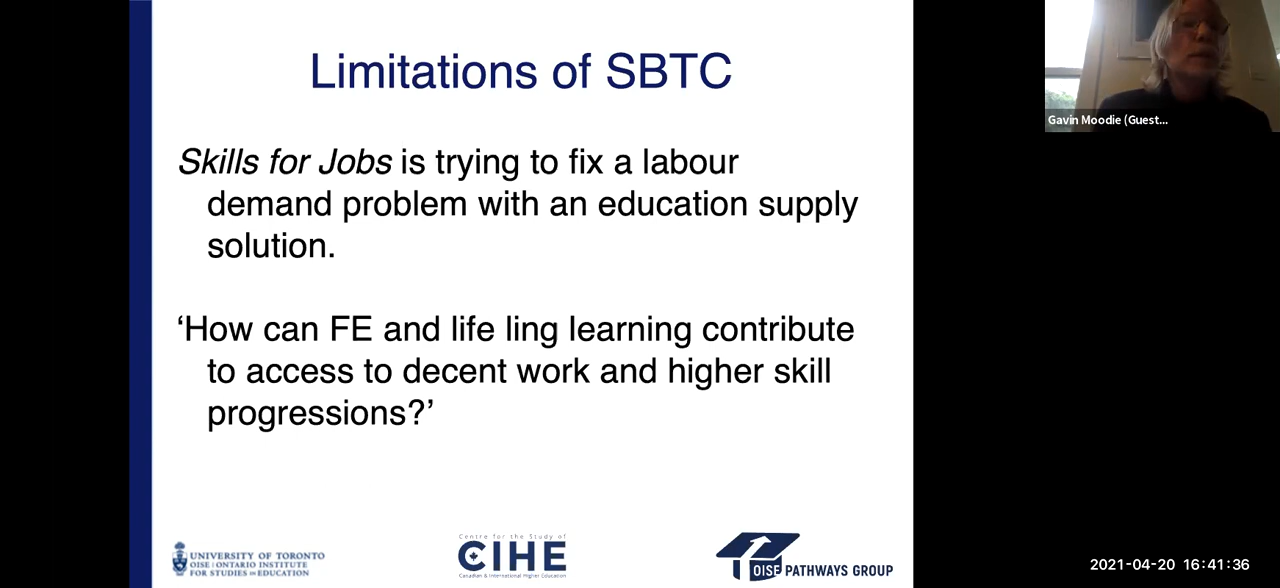 Limitations of SBTC
Skills for Jobs is trying to fix a labour
demand problem with an education supply
solution.
‘How can FE and life ling learning contribute
to access to decent work and higher skill
progressions?’
UNIVERSITY OF TORONTO
OISE | ONTARIO INSTITUTE
FOR STUDIES IN EDUCATION
Centre for the Study of
CIHE
Canadian & International Higher Education
OISE PATHWAYS GROUP
Gavin Moodie (Guest...
2021-04-20 16:41:36